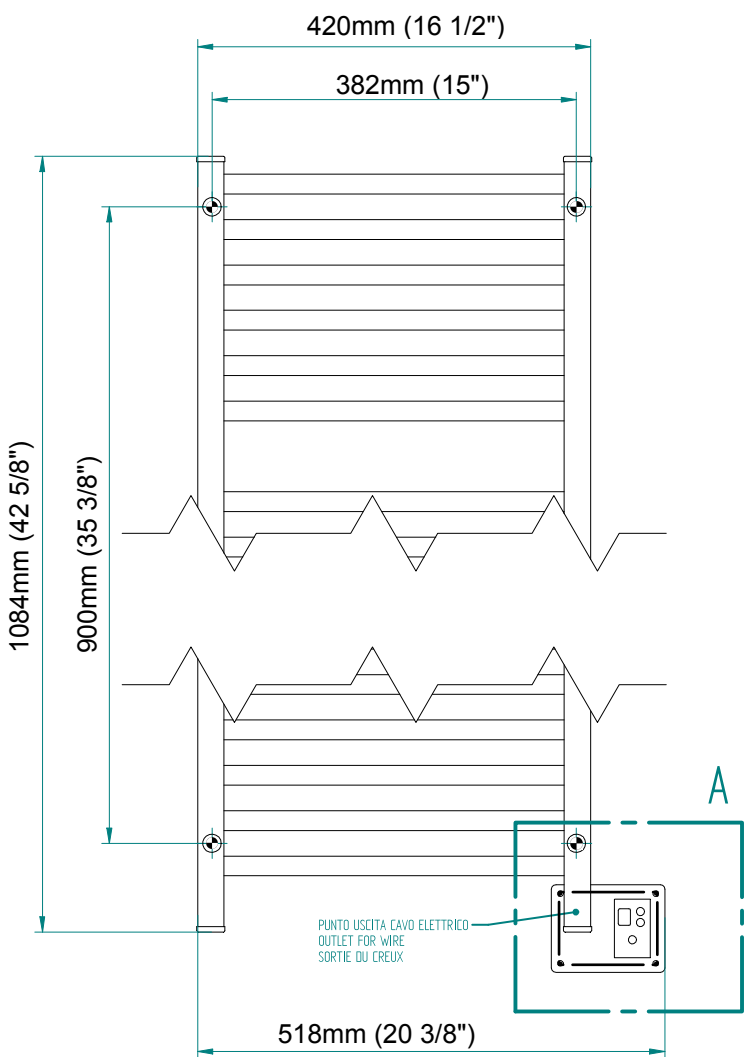 420mm (16 1/2")
382mm (15")
1084mm (42 5/8")
900mm (35 3/8")
A
PUNTO USCITA CAVO ELETTRICO
OUTLET FOR WIRE
SORTIE DU CREUX
518mm (20 3/8")